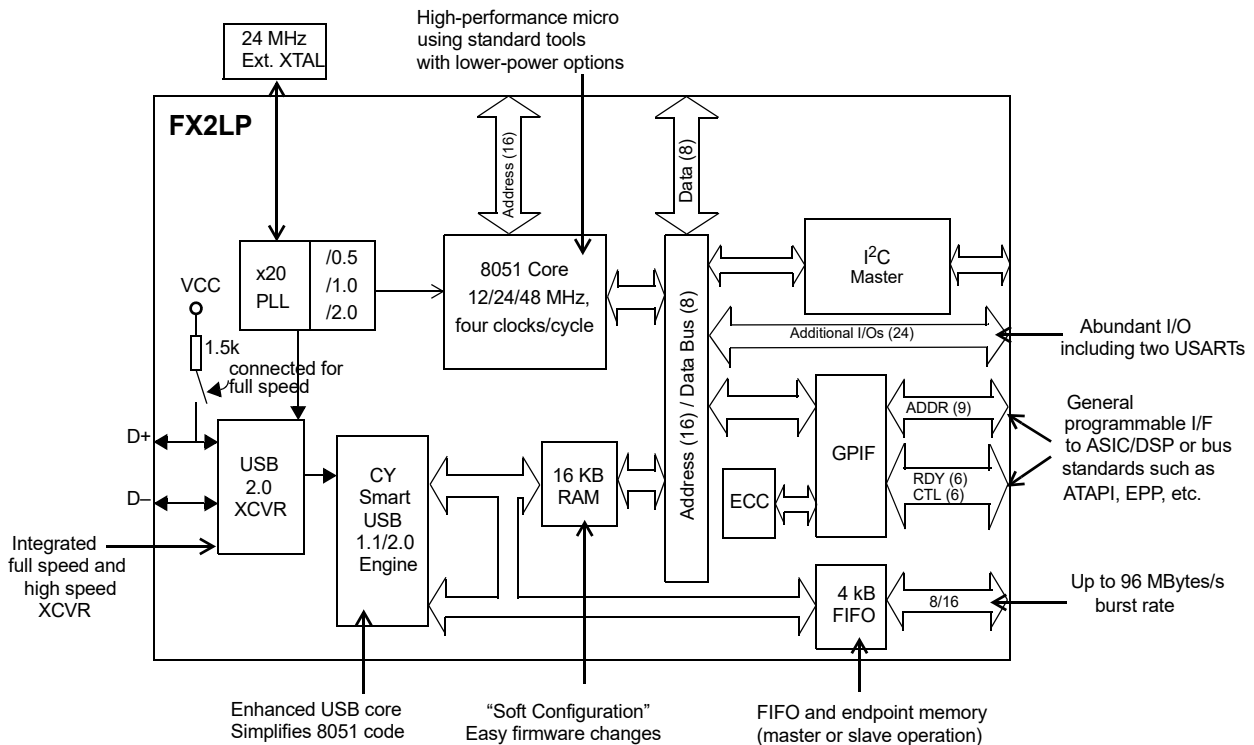 High-performance micro
using standard tools
with lower-power options
24 MHz
Ext. XTAL
FX2LP
Address (16)
Data (8)
x20
PLL
/0.5
/1.0
/2.0
8051 Core
12/24/48 MHz,
four clocks/cycle
I²C
Master
VCC
1.5k
connected for
full speed
Additional I/Os (24)
Abundant I/O
including two USARTs
Address (16) / Data Bus (8)
ADDR (9)
General
programmable I/F
to ASIC/DSP or bus
standards such as
ATAPI, EPP, etc.
D+
D–
USB
2.0
XCVR
CY
Smart
USB
1.1/2.0
Engine
16 KB
RAM
GPIF
RDY (6)
CTL (6)
ECC
Integrated
full speed and
high speed
XCVR
4 kB
FIFO
8/16
Up to 96 MBytes/s
burst rate
Enhanced USB core
Simplifies 8051 code
“Soft Configuration”
Easy firmware changes
FIFO and endpoint memory
(master or slave operation)